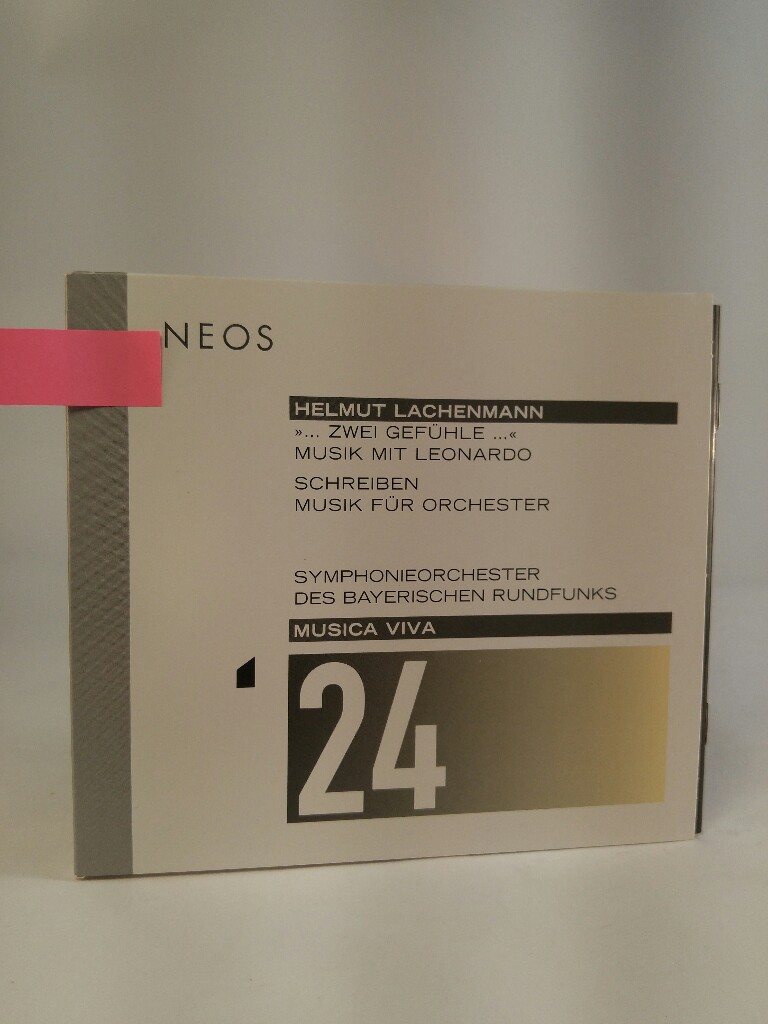 NEOS
HELMUT LACHENMANN
»... ZWEI GEFÜHLE ...«
MUSIK MIT LEONARDO
SCHREIBEN
MUSIK FÜR ORCHESTER
SYMPHONIEORCHESTER
DES BAYERISCHEN RUNDFUNKS
MUSICA VIVA
24